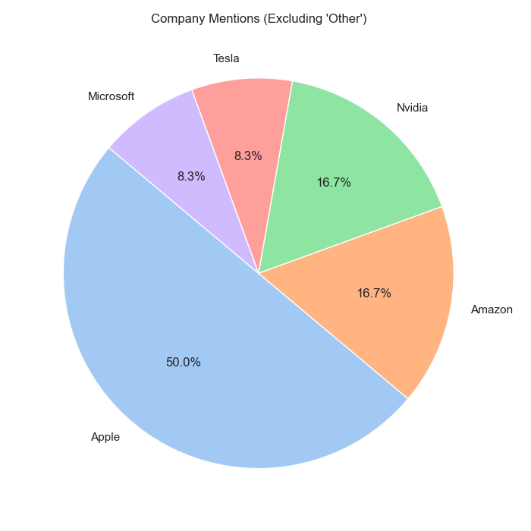 Company Mentions (Excluding 'Other')
Tesla
Microsoft
Nvidia
8.3%
8.3%
16.7%
16.7%
Amazon
50.0%
Apple